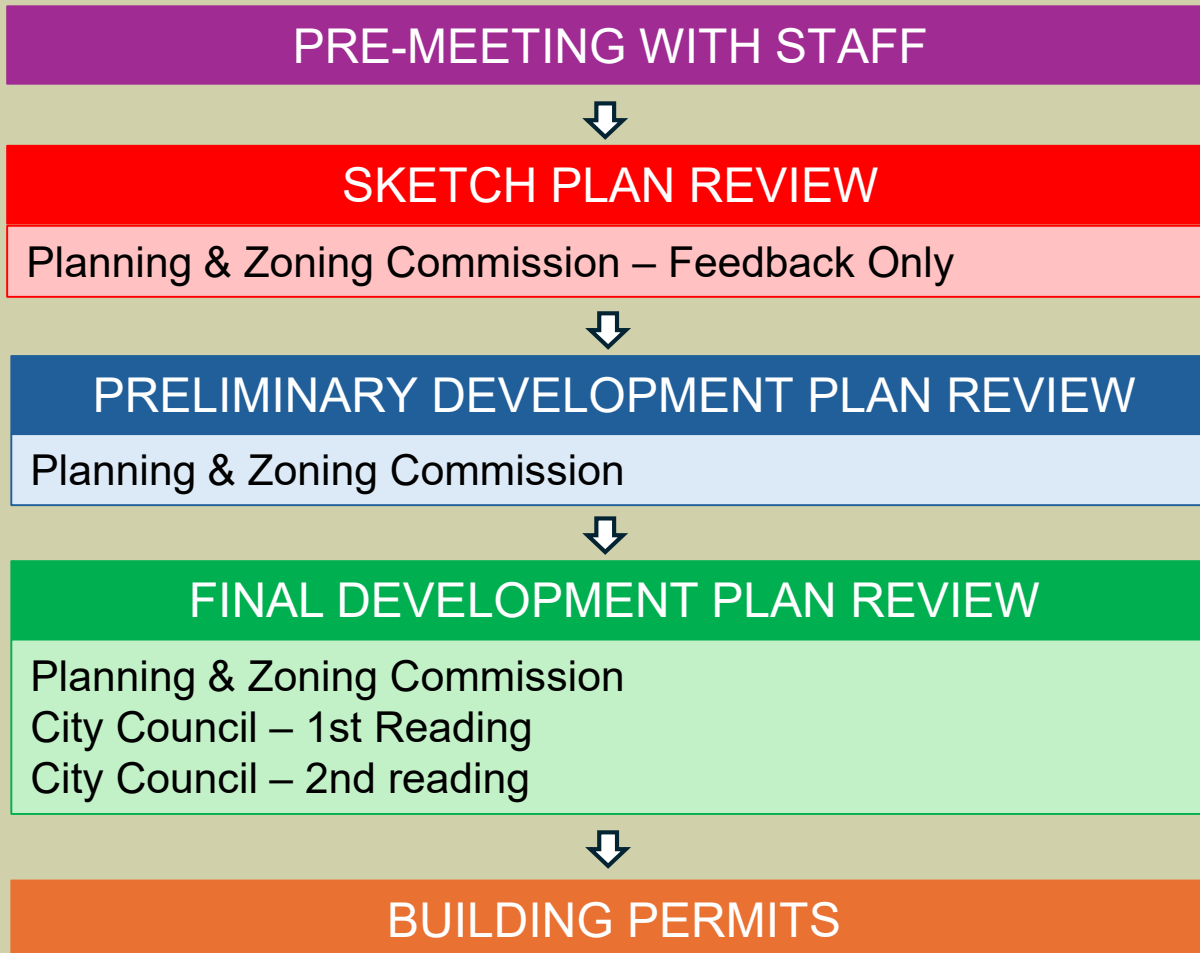 PRE-MEETING WITH STAFF
SKETCH PLAN REVIEW
Planning & Zoning Commission – Feedback Only
PRELIMINARY DEVELOPMENT PLAN REVIEW
Planning & Zoning Commission
FINAL DEVELOPMENT PLAN REVIEW
Planning & Zoning Commission
City Council – 1st Reading
City Council – 2nd reading
BUILDING PERMITS